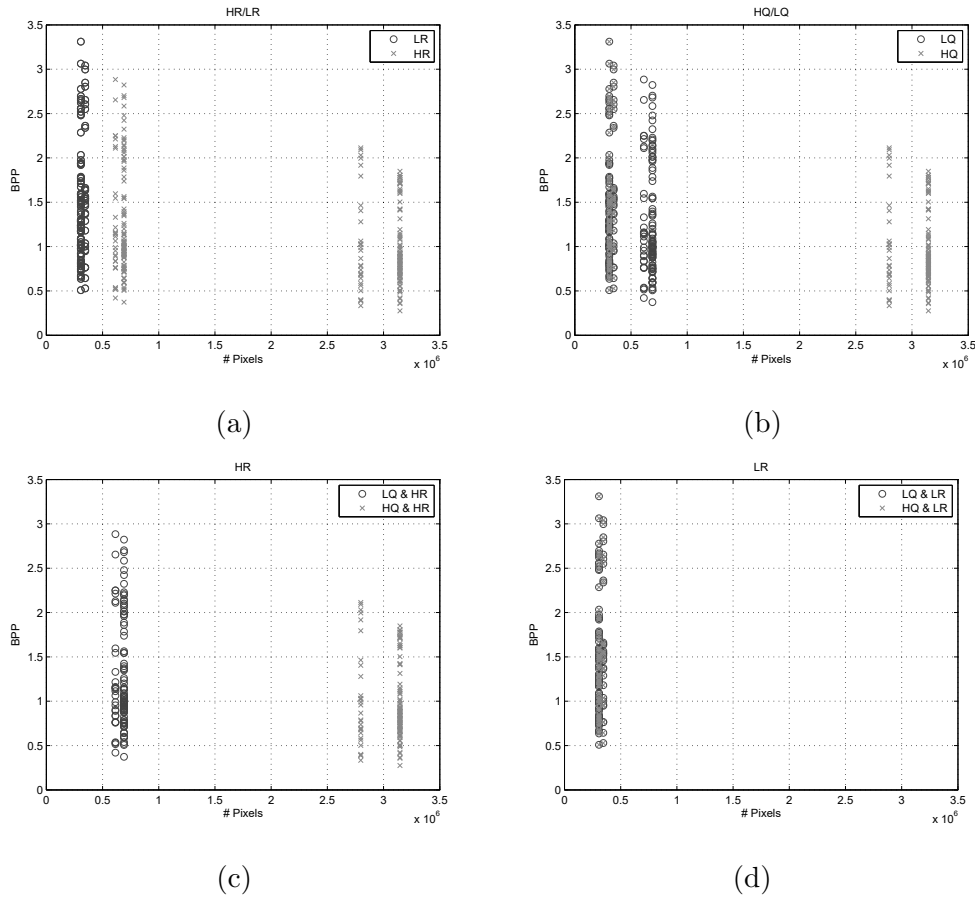 HR/LR
LR
HR
BPP
3.5
3
2.5
2
1.5
1
0.5
0
0 0.5 1 1.5 2 2.5 3 3.5
# Pixels
x 10^6
(a)
HQ/LQ
LQ
HQ
BPP
3.5
3
2.5
2
1.5
1
0.5
0
0 0.5 1 1.5 2 2.5 3 3.5
# Pixels
x 10^6
(b)
HR
LQ & HR
HQ & HR
BPP
3.5
3
2.5
2
1.5
1
0.5
0
0 0.5 1 1.5 2 2.5 3 3.5
# Pixels
x 10^6
(c)
LR
LQ & LR
HQ & LR
BPP
3.5
3
2.5
2
1.5
1
0.5
0
0 0.5 1 1.5 2 2.5 3 3.5
# Pixels
x 10^6
(d)